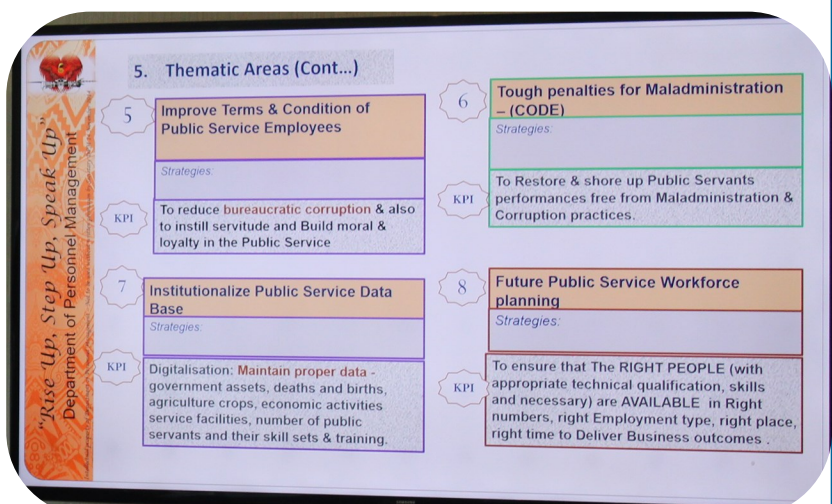 "Rise Up, Step Up, Speak Up"
Department of Personnel Management
5. Thematic Areas (Cont...)
5
Improve Terms & Condition of
Public Service Employees
Strategies:
KPI
To reduce bureaucratic corruption & also
to instill servitude and Build moral &
loyalty in the Public Service
6
Tough penalties for Maladministration
– (CODE)
Strategies:
KPI
To Restore & shore up Public Servants
performances free from Maladministration &
Corruption practices.
7
Institutionalize Public Service Data
Base
Strategies:
KPI
Digitalisation: Maintain proper data -
government assets, deaths and births,
agriculture crops, economic activities
service facilities, number of public
servants and their skill sets & training.
8
Future Public Service Workforce
planning
Strategies:
KPI
To ensure that The RIGHT PEOPLE (with
appropriate technical qualification, skills
and necessary) are AVAILABLE in Right
numbers, right Employment type, right place,
right time to Deliver Business outcomes .